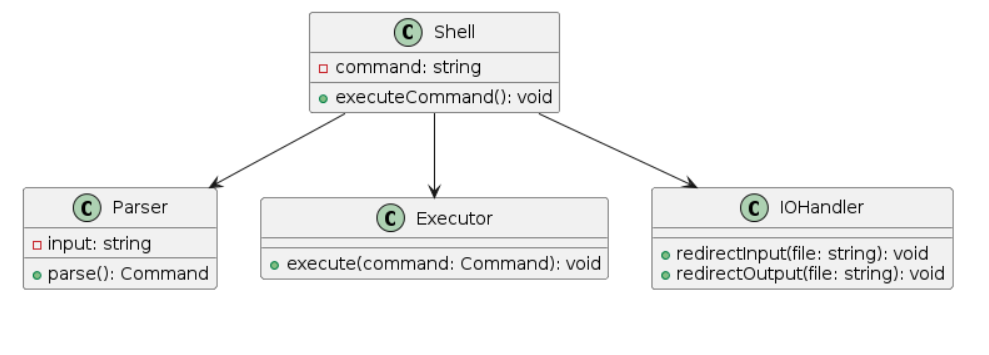 C Shell
command: string
executeCommand(): void
C Parser
input: string
parse(): Command
C Executor
execute(command: Command): void
C IOHandler
redirectInput(file: string): void
redirectOutput(file: string): void